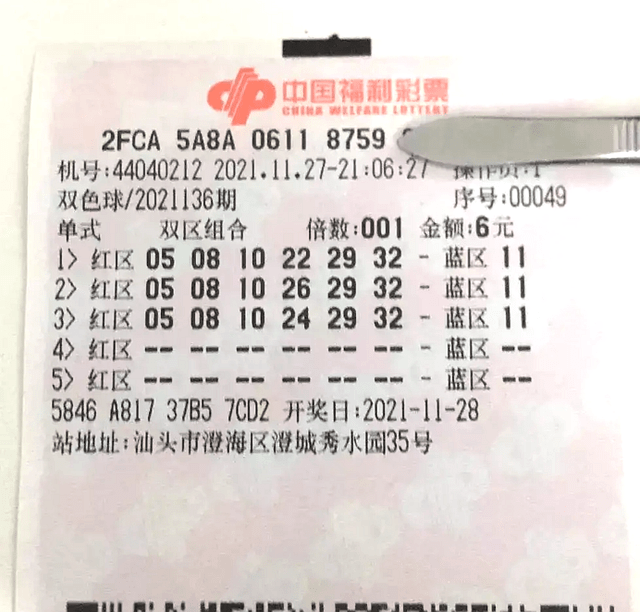 中国福利彩票
CHINA WELFARE LOTTERY
2FCA 5A8A 0611 8759
机号:44040212 2021.11.27-21:06:27 操作员:1
双色球/2021136期 序号:00049
单式 双区组合 倍数:001 金额:6元
1> 红区 05 08 10 22 29 32 - 蓝区 11
2> 红区 05 08 10 26 29 32 - 蓝区 11
3> 红区 05 08 10 24 29 32 - 蓝区 11
4> 红区 -- -- -- -- -- -- - 蓝区 --
5> 红区 -- -- -- -- -- -- - 蓝区 --
5846 A817 37B5 7CD2 开奖日:2021-11-28
站地址:汕头市澄海区澄城秀水园35号